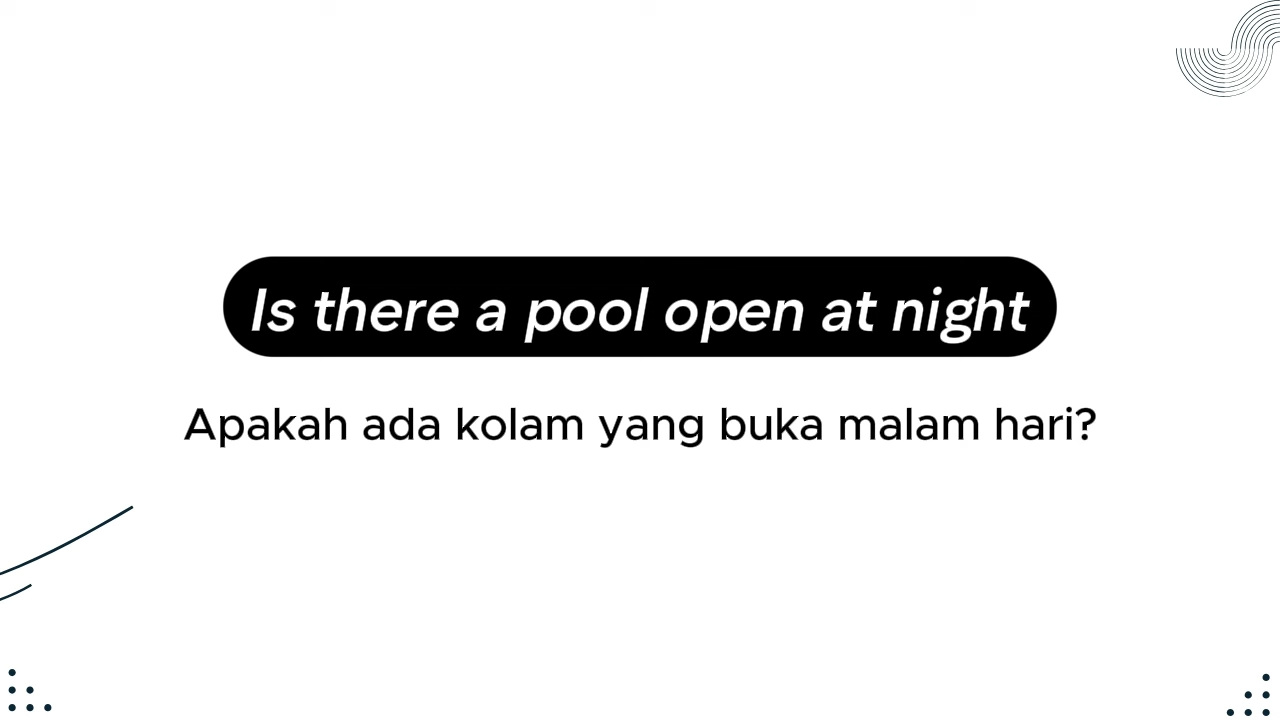 Is there a pool open at night
Apakah ada kolam yang buka malam hari?